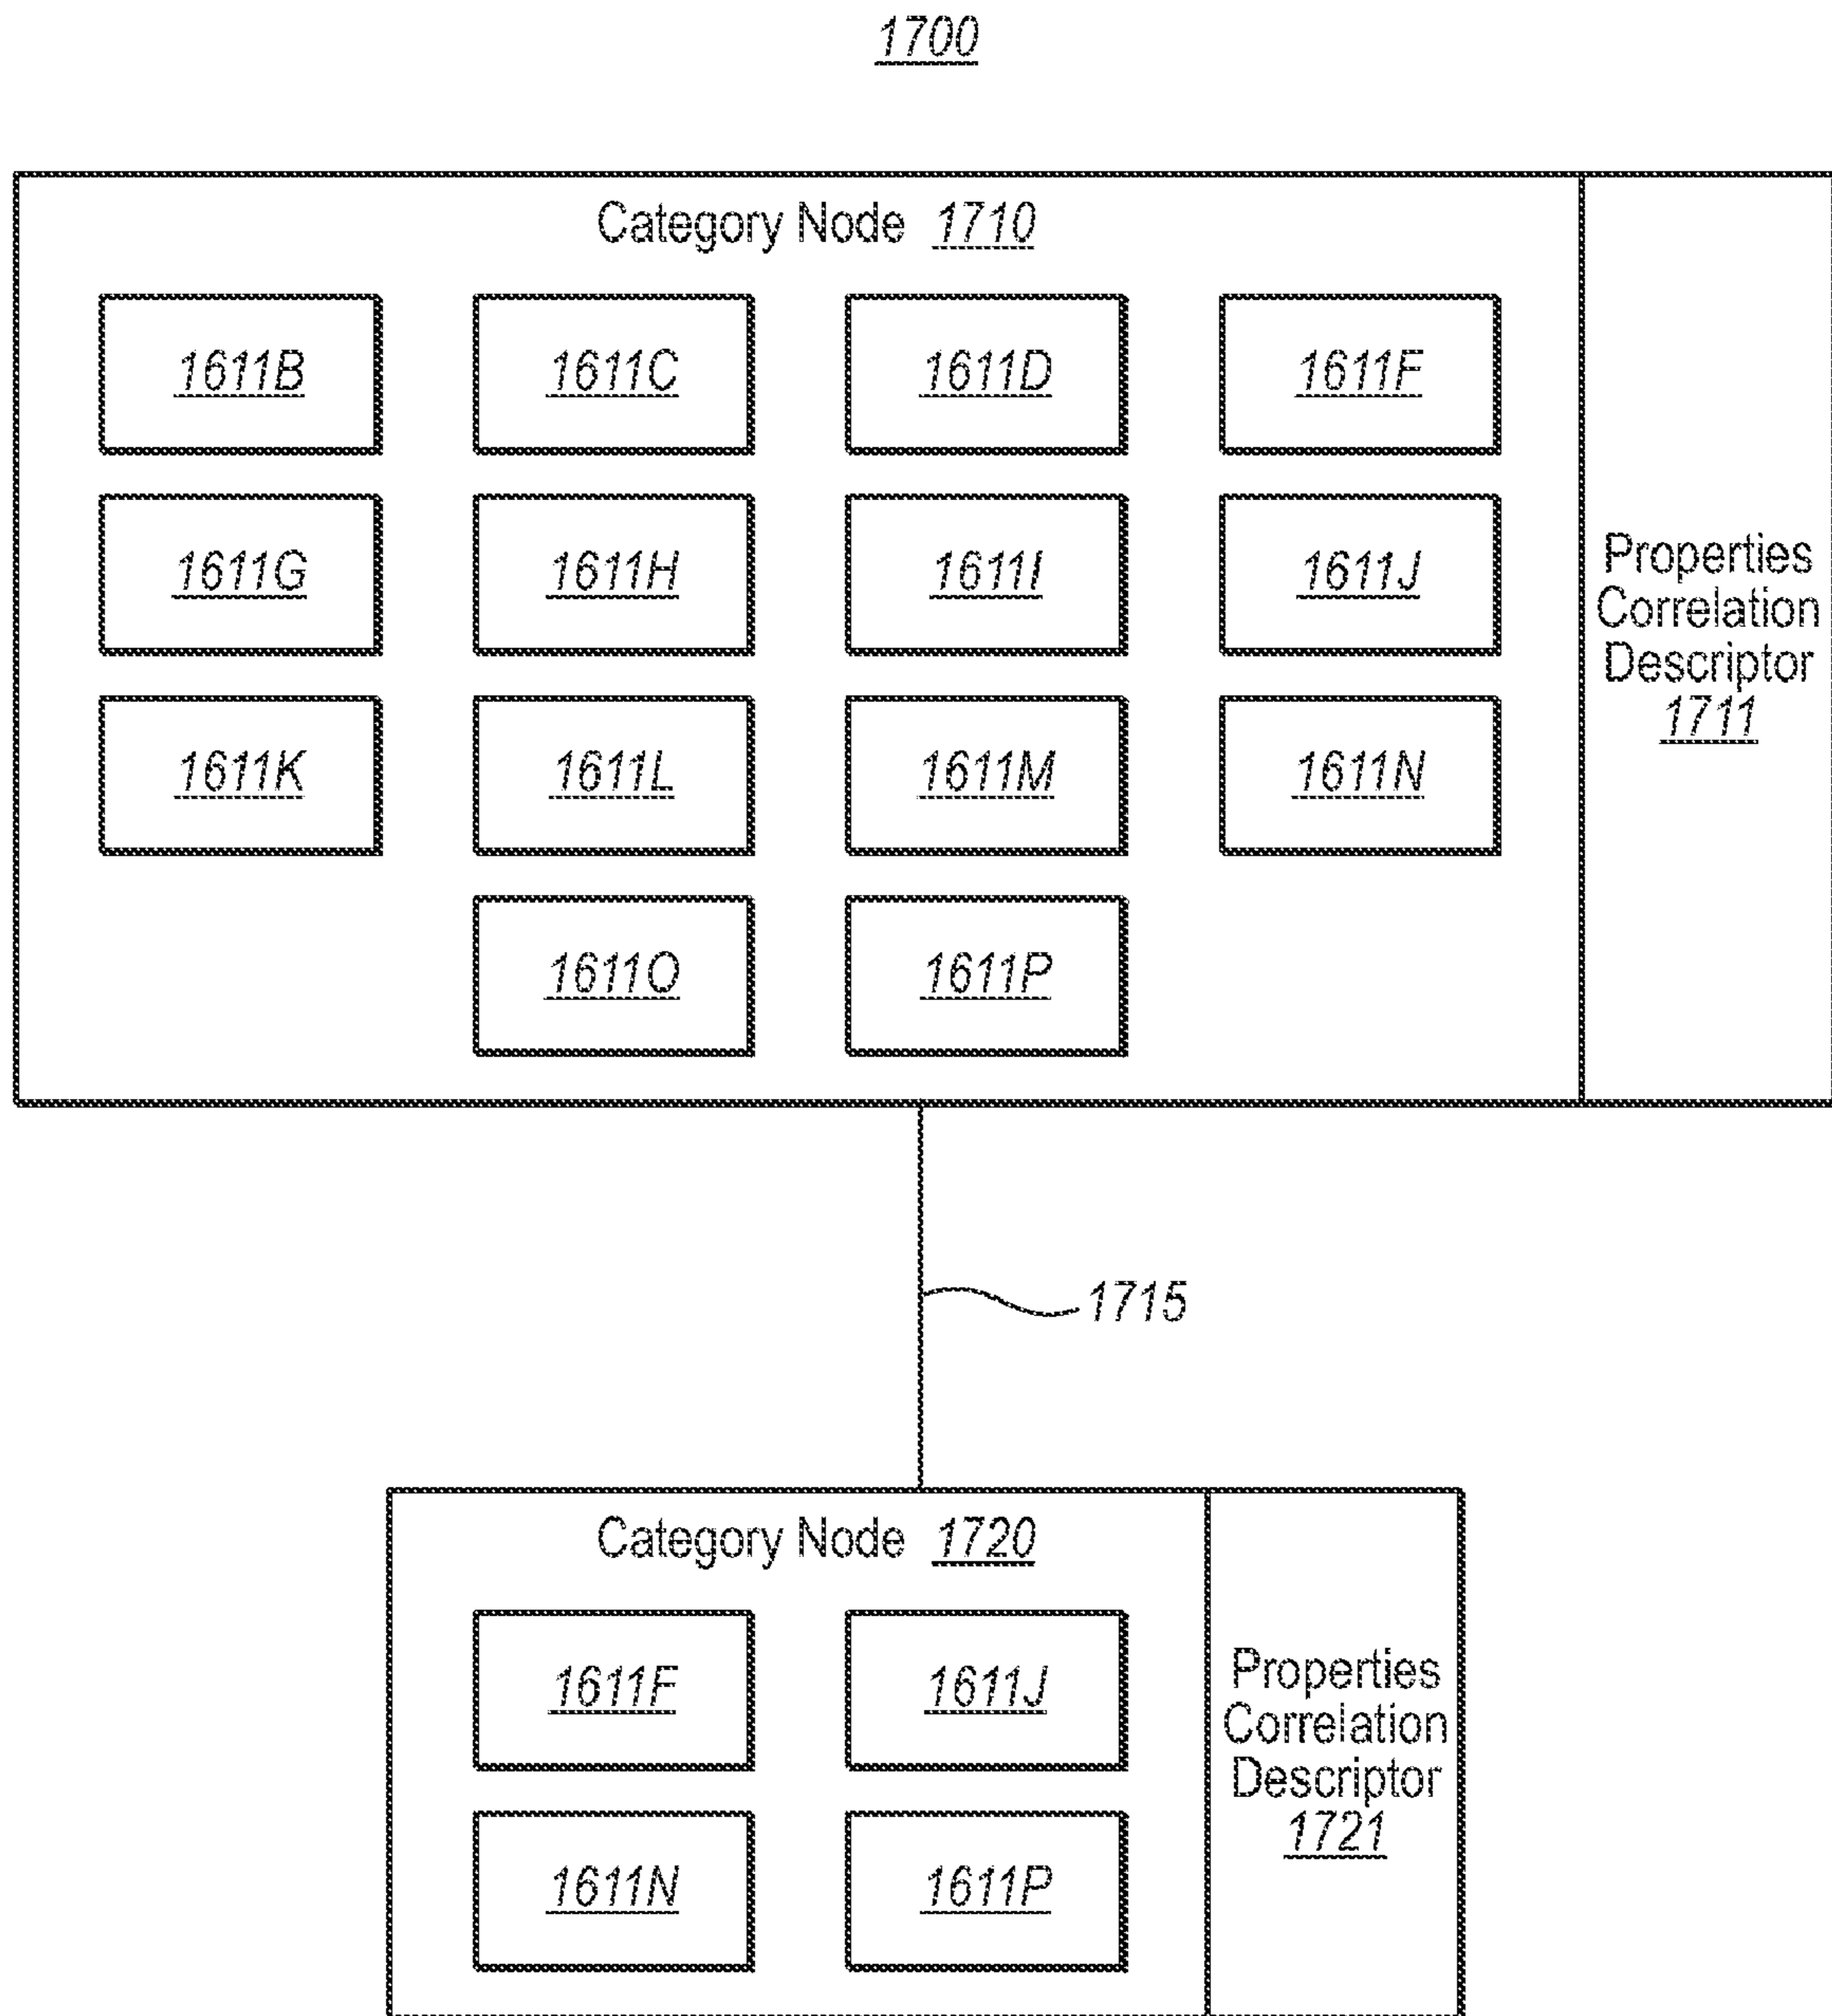 1700
Category Node 1710
1611B 1611C 1611D 1611F
1611G 1611H 1611I 1611J
1611K 1611L 1611M 1611N
1611O 1611P
Properties
Correlation
Descriptor
1711
1715
Category Node 1720
1611F 1611J
1611N 1611P
Properties
Correlation
Descriptor
1721